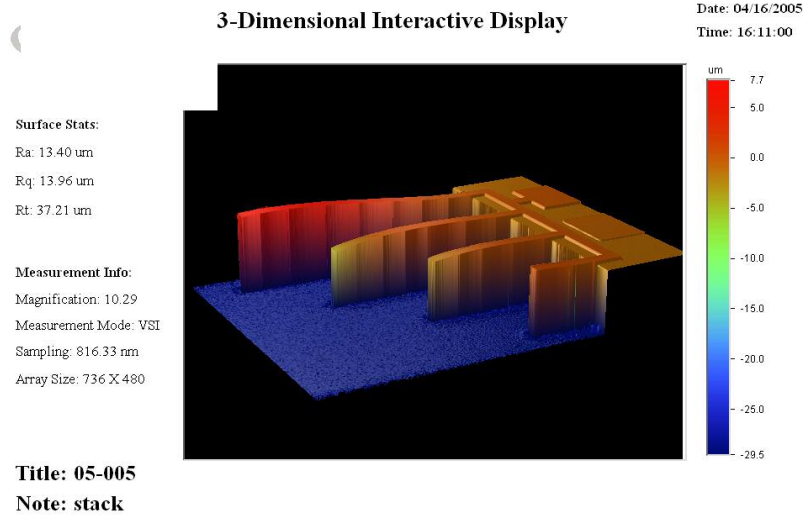 3-Dimensional Interactive Display
Date: 04/16/2005
Time: 16:11:00
Surface Stats:
Ra: 13.40 um
Rq: 13.96 um
Rt: 37.21 um
Measurement Info:
Magnification: 10.29
Measurement Mode: VSI
Sampling: 816.33 nm
Array Size: 736 X 480
um
7.7
5.0
0.0
-5.0
-10.0
-15.0
-20.0
-25.0
-29.5
Title: 05-005
Note: stack